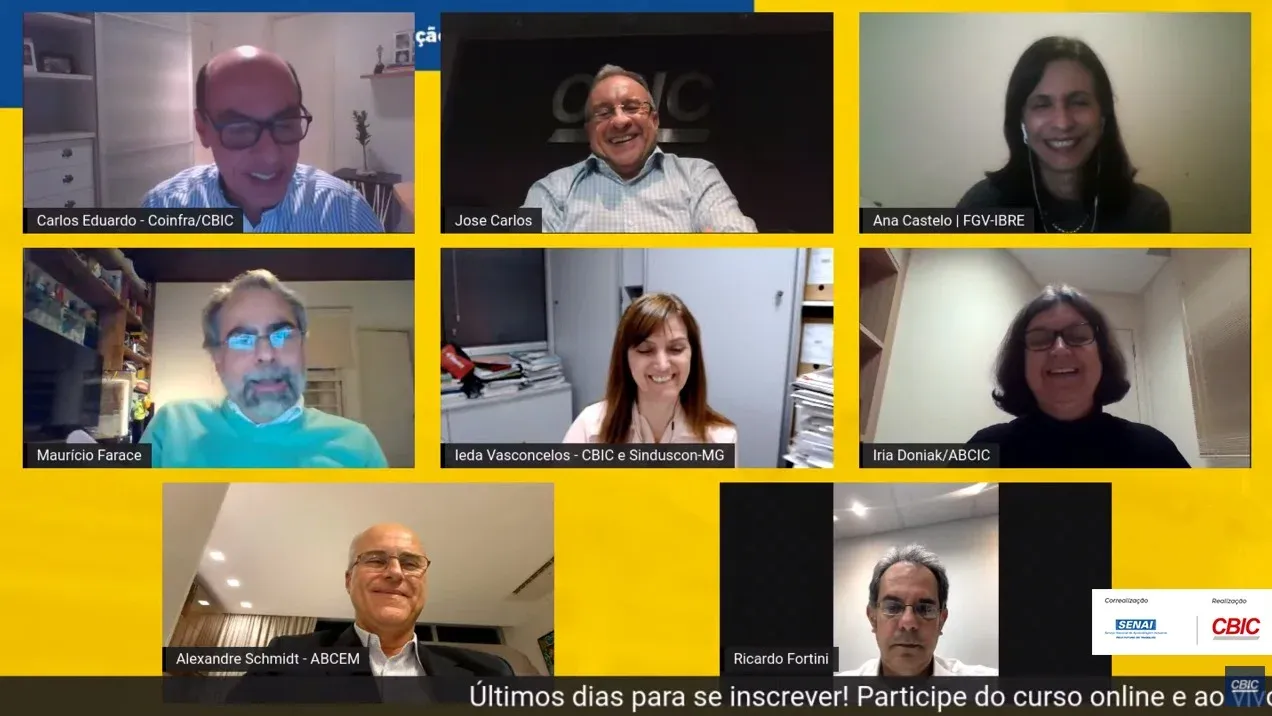 ção
CBIC
Carlos Eduardo - Coinfra/CBIC
Jose Carlos
Ana Castelo | FGV-IBRE
Maurício Farace
Ieda Vasconcelos - CBIC e Sinduscon-MG
Iria Doniak/ABCIC
Alexandre Schmidt - ABCEM
Ricardo Fortini
Correalização
Realização
SENAI
CBIC
Últimos dias para se inscrever! Participe do curso online e ao vivo
CBIC